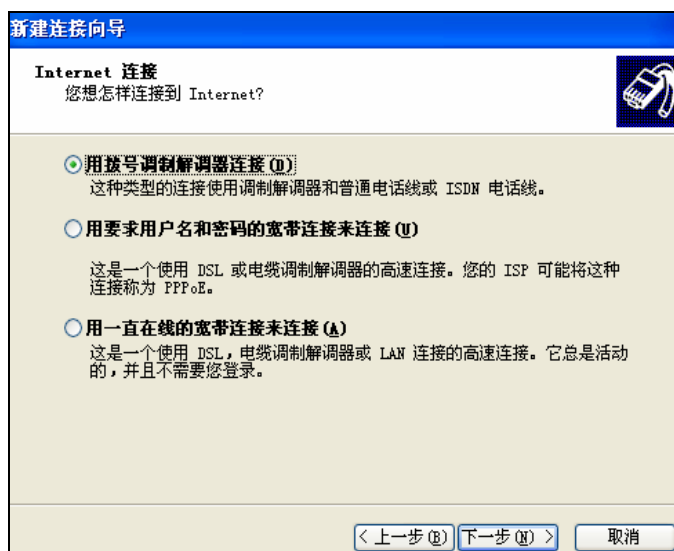 新建连接向导
Internet 连接
您想怎样连接到 Internet?
用拨号调制解调器连接(D)
这种类型的连接使用调制解调器和普通电话线或 ISDN 电话线。
用要求用户名和密码的宽带连接来连接(U)
这是一个使用 DSL 或电缆调制解调器的高速连接。您的 ISP 可能将这种
连接称为 PPPoE。
用一直在线的宽带连接来连接(A)
这是一个使用 DSL，电缆调制解调器或 LAN 连接的高速连接。它总是活动
的，并且不需要您登录。
< 上一步(B) 下一步(N) > 取消